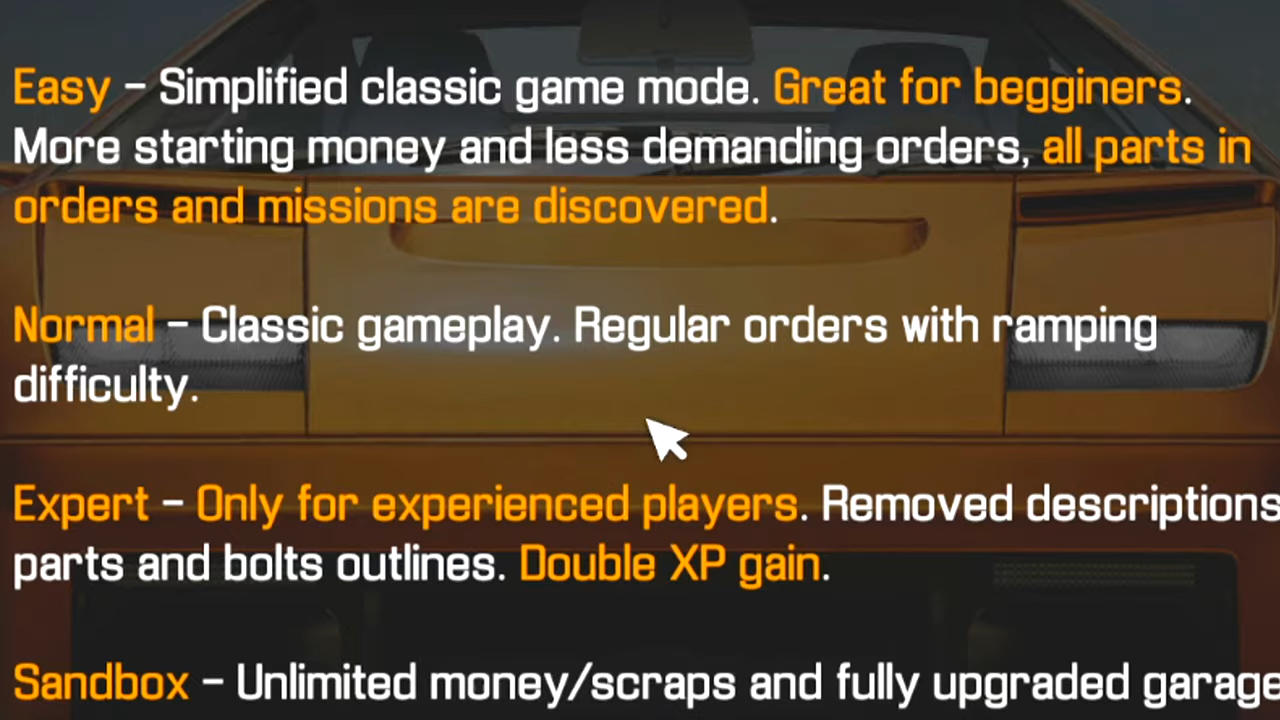 Easy - Simplified classic game mode. Great for begginers.
More starting money and less demanding orders, all parts in
orders and missions are discovered.
Normal - Classic gameplay. Regular orders with ramping
difficulty.
Expert - Only for experienced players. Removed descriptions
parts and bolts outlines. Double XP gain.
Sandbox - Unlimited money/scraps and fully upgraded garage